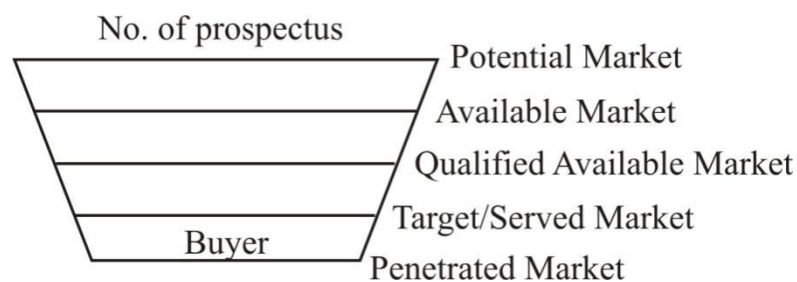 No. of prospectus
Potential Market
Available Market
Qualified Available Market
Target/Served Market
Buyer
Penetrated Market